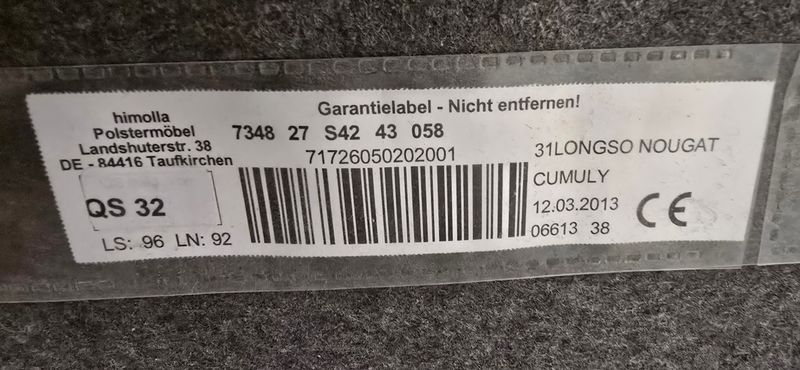 Garantielabel - Nicht entfernen!
himolla
Polstermöbel
Landshuterstr. 38
DE - 84416 Taufkirchen
7348 27 S42 43 058
71726050202001
31LONGSO NOUGAT
CUMULY
12.03.2013
CE
06613 38
QS 32
LS: 96 LN: 92